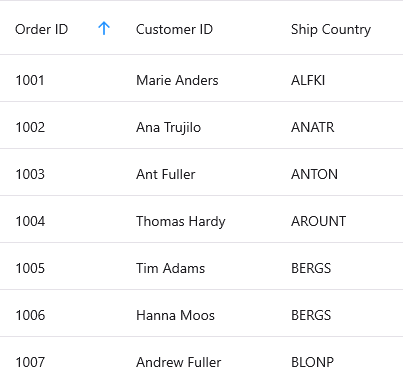 Order ID Customer ID Ship Country
1001 Marie Anders ALFKI
1002 Ana Trujilo ANATR
1003 Ant Fuller ANTON
1004 Thomas Hardy AROUNT
1005 Tim Adams BERGS
1006 Hanna Moos BERGS
1007 Andrew Fuller BLONP